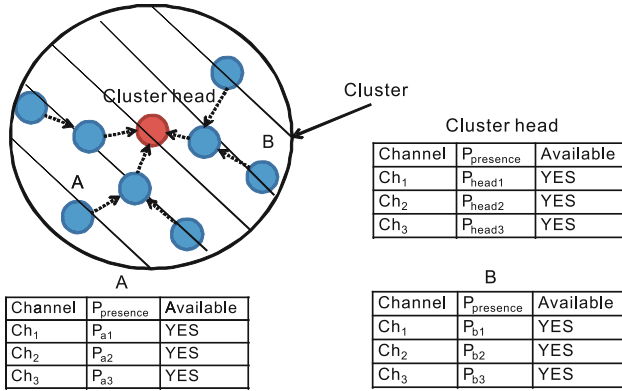 Cluster head
Cluster
B
A
Cluster head
Channel P_presence Available
Ch_1 P_head1 YES
Ch_2 P_head2 YES
Ch_3 P_head3 YES
A
Channel P_presence Available
Ch_1 P_a1 YES
Ch_2 P_a2 YES
Ch_3 P_a3 YES
B
Channel P_presence Available
Ch_1 P_b1 YES
Ch_2 P_b2 YES
Ch_3 P_b3 YES